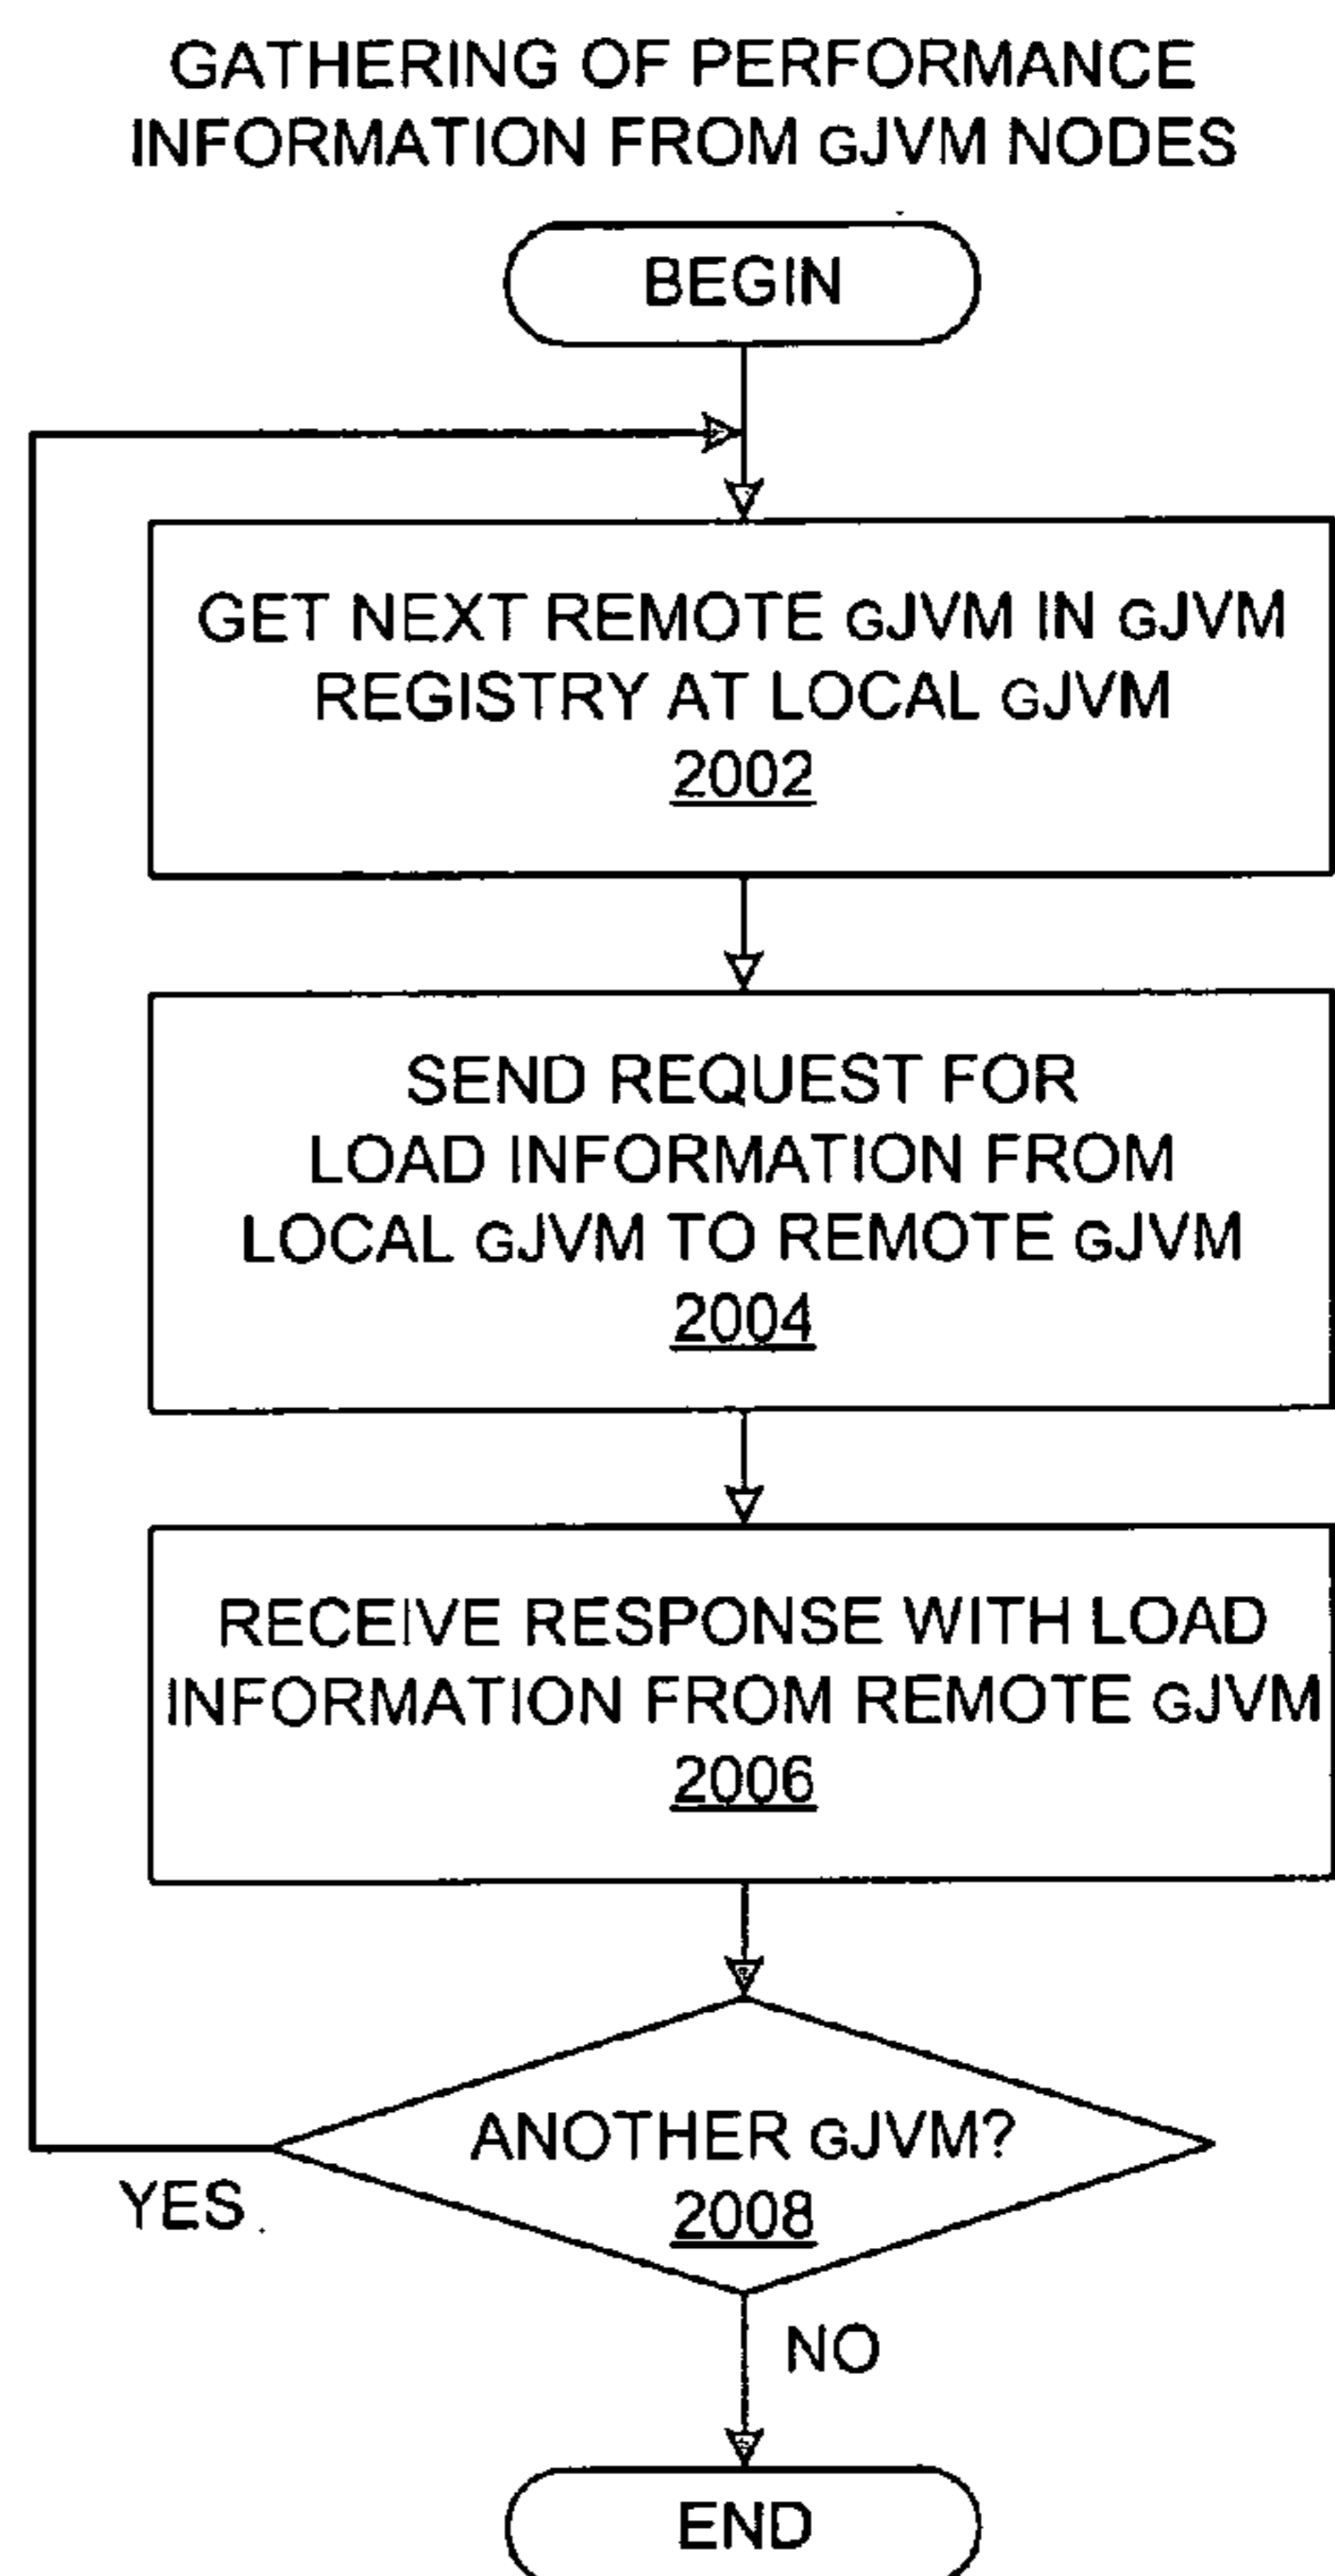 GATHERING OF PERFORMANCE
INFORMATION FROM GJVM NODES
BEGIN
GET NEXT REMOTE GJVM IN GJVM
REGISTRY AT LOCAL GJVM
2002
SEND REQUEST FOR
LOAD INFORMATION FROM
LOCAL GJVM TO REMOTE GJVM
2004
RECEIVE RESPONSE WITH LOAD
INFORMATION FROM REMOTE GJVM
2006
ANOTHER GJVM?
2008
YES
NO
END